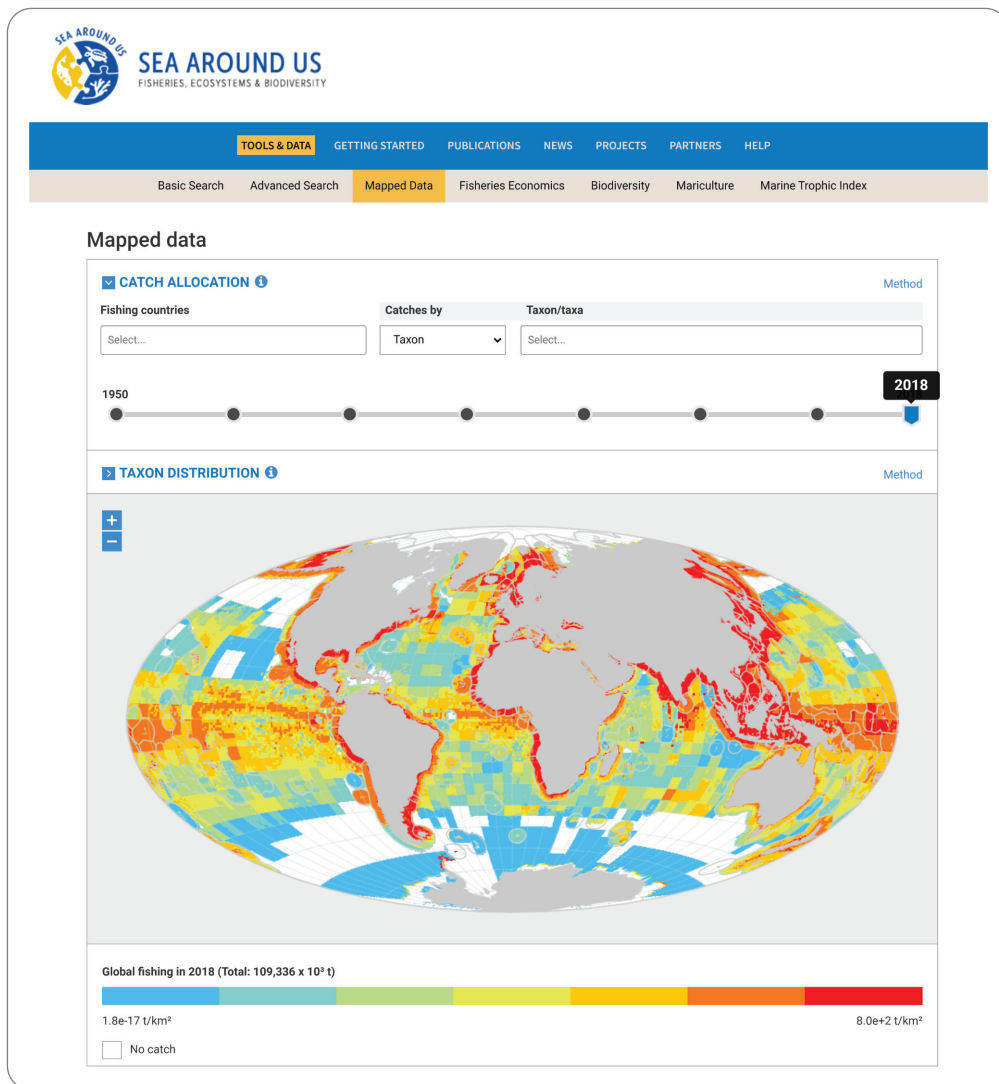 SEA AROUND US
SEA AROUND US
FISHERIES, ECOSYSTEMS & BIODIVERSITY
TOOLS & DATA GETTING STARTED PUBLICATIONS NEWS PROJECTS PARTNERS HELP
Basic Search Advanced Search Mapped Data Fisheries Economics Biodiversity Mariculture Marine Trophic Index
Mapped data
CATCH ALLOCATION Method
Fishing countries Catches by Taxon/taxa
Select... Taxon Select...
2018
1950
TAXON DISTRIBUTION Method
+
−
Global fishing in 2018 (Total: 109,336 x 10³ t)
1.8e-17 t/km² 8.0e+2 t/km²
No catch